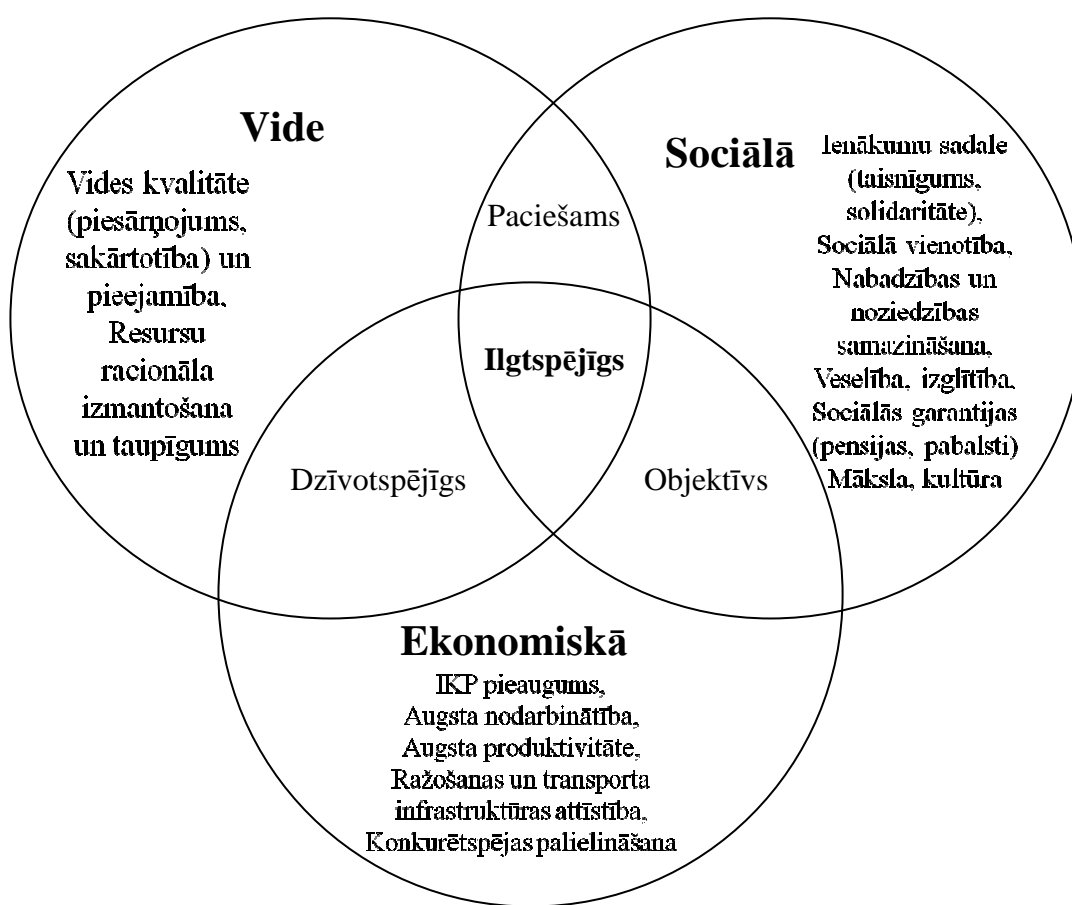 Vide
Vides kvalitāte
(piesārņojums,
sakārtotība) un
pieejamība,
Resursu
racionāla
izmantošana
un taupīgums
Paciešams
Sociālā
Ienākumu sadale
(taisnīgums,
solidaritāte),
Sociālā vienotība,
Nabadzības un
noziedzības
samazināšana,
Veselība, izglītība,
Sociālās garantijas
(pensijas, pabalsti)
Māksla, kultūra
Ilgtspējīgs
Dzīvotspējīgs
Objektīvs
Ekonomiskā
IKP pieaugums,
Augsta nodarbinātība,
Augsta produktivitāte,
Ražošanas un transporta
infrastruktūras attīstība,
Konkurētspējas palielināšana